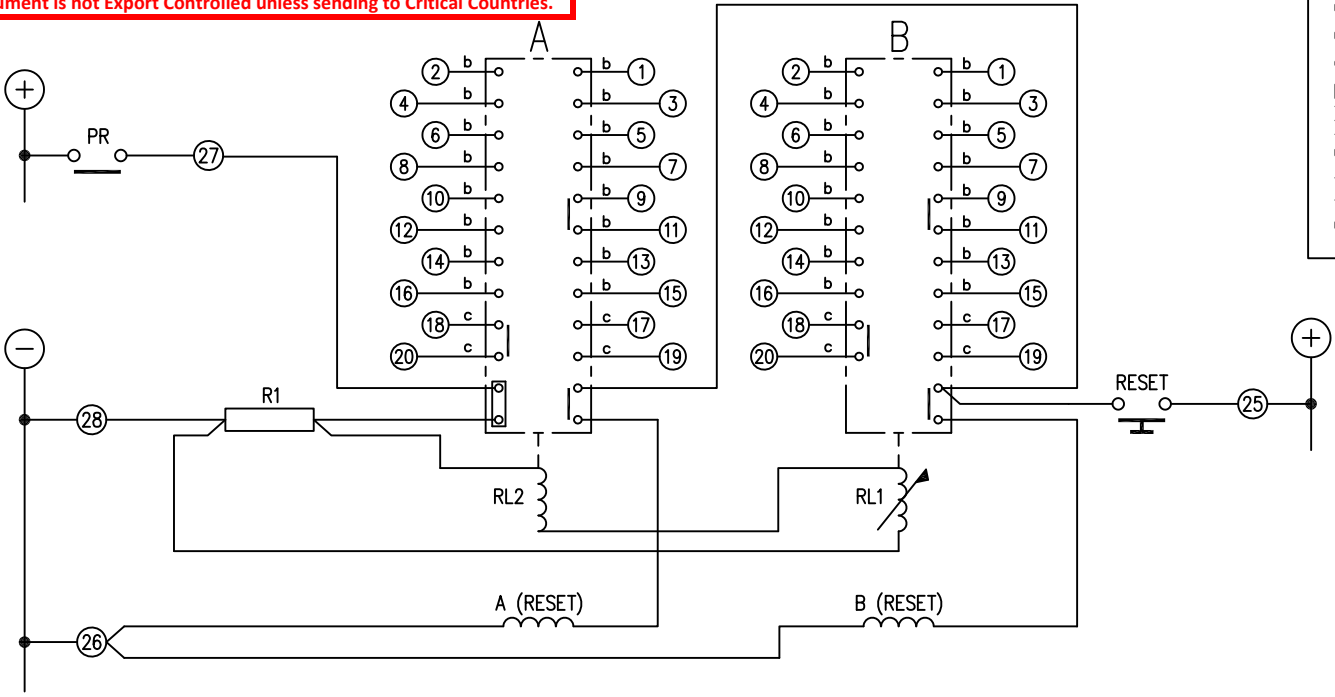 ument is not Export Controlled unless sending to Critical Countries.
A
B
2 b b 1
4 b b 3
6 b b 5
8 b b 7
10 b b 9
12 b b 11
14 b b 13
16 b b 15
18 c c 17
20 c c 19
2 b b 1
4 b b 3
6 b b 5
8 b b 7
10 b b 9
12 b b 11
14 b b 13
16 b b 15
18 c c 17
20 c c 19
+
PR
27
−
+
R1
28
RESET
25
RL2
RL1
A (RESET)
B (RESET)
26